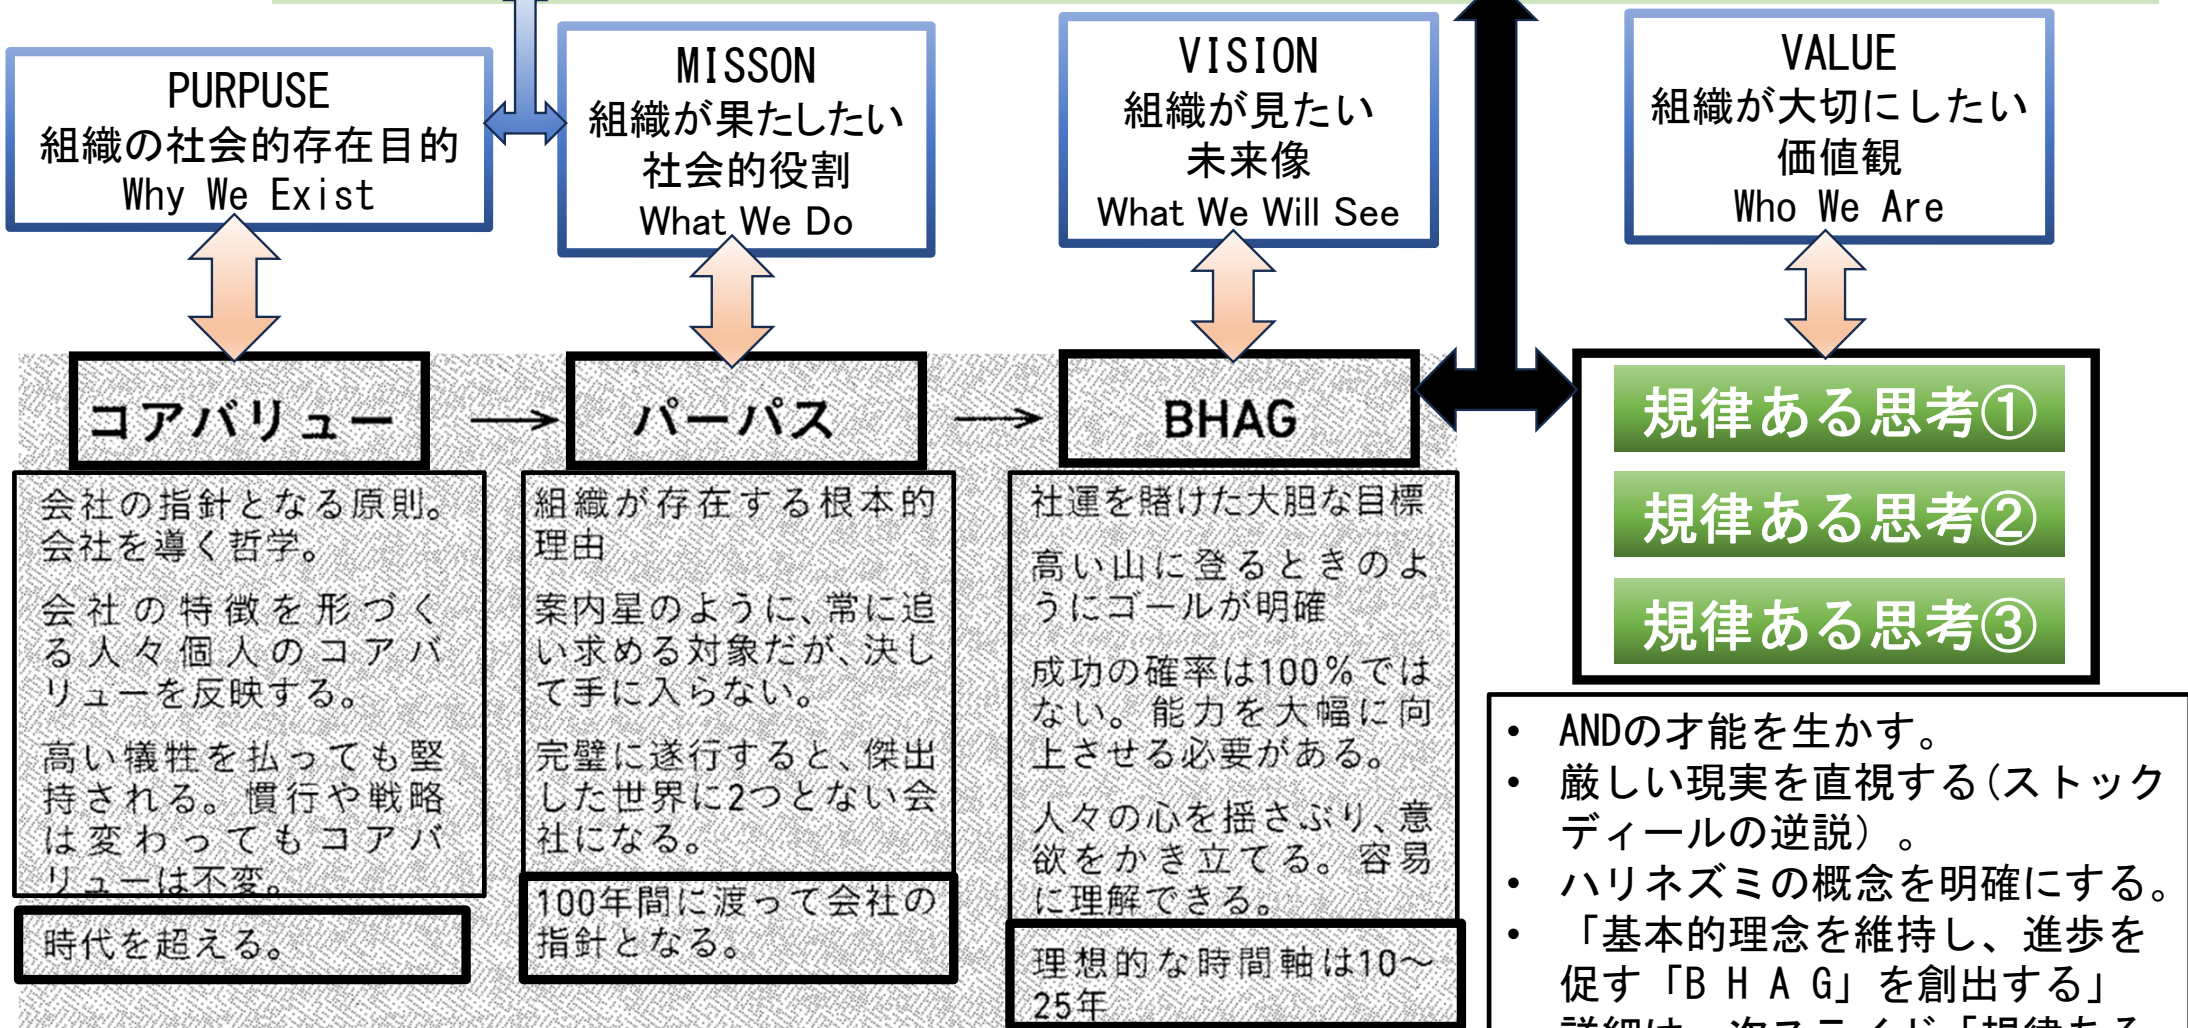 PURPUSE
組織の社会的存在目的
Why We Exist
MISSON
組織が果たしたい
社会的役割
What We Do
VISION
組織が見たい
未来像
What We Will See
VALUE
組織が大切にしたい
価値観
Who We Are
コアバリュー
→
パーパス
→
BHAG
規律ある思考①
規律ある思考②
規律ある思考③
会社の指針となる原則。
会社を導く哲学。
会社の特徴を形づく
る人々個人のコアバ
リューを反映する。
高い犠牲を払っても堅
持される。慣行や戦略
は変わってもコアバ
リューは不変。
時代を超える。
組織が存在する根本的
理由
案内星のように、常に追
い求める対象だが、決し
て手に入らない。
完璧に遂行すると、傑出
した世界に2つとない会
社になる。
100年間に渡って会社の
指針となる。
社運を賭けた大胆な目標
高い山に登るときのよ
うにゴールが明確
成功の確率は100%では
ない。能力を大幅に向
上させる必要がある。
人々の心を揺さぶり、意
欲をかき立てる。容易
に理解できる。
理想的な時間軸は10〜
25年
• ANDの才能を生かす。
• 厳しい現実を直視する(ストック
ディールの逆説)。
• ハリネズミの概念を明確にする。
• 「基本的理念を維持し、進歩を
促す「BHAG」を創出する」
詳細は、次スライド「規律ある